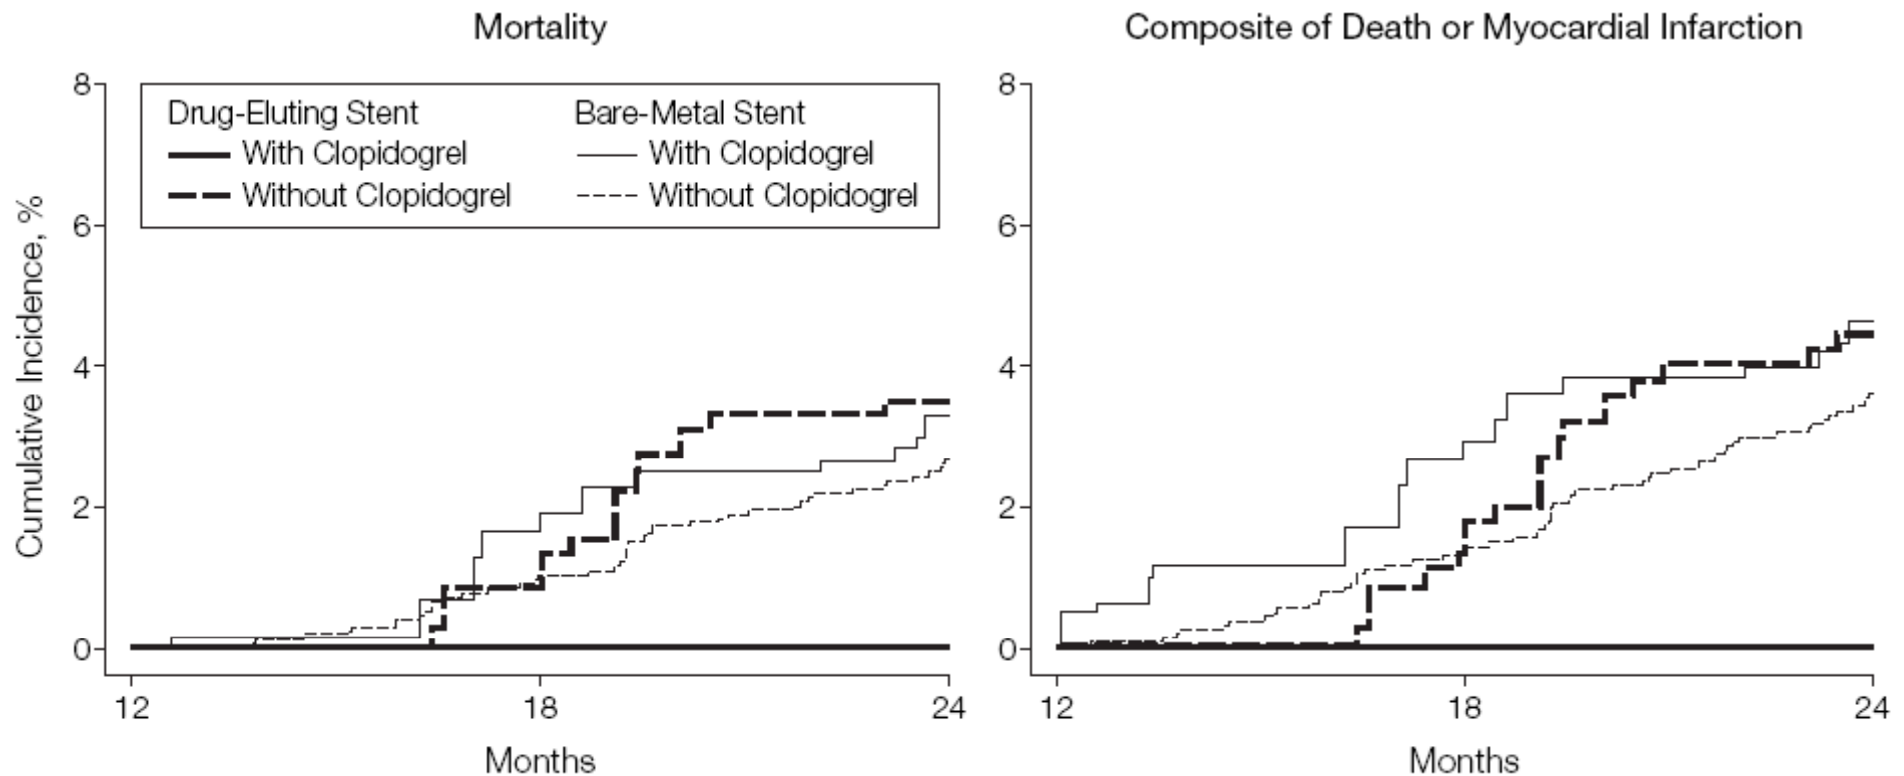 Mortality
Composite of Death or Myocardial Infarction
Cumulative Incidence, %
8
6
4
2
0
Drug-Eluting Stent
With Clopidogrel
Without Clopidogrel
Bare-Metal Stent
With Clopidogrel
Without Clopidogrel
12 18 24
Months
8
6
4
2
0
12 18 24
Months